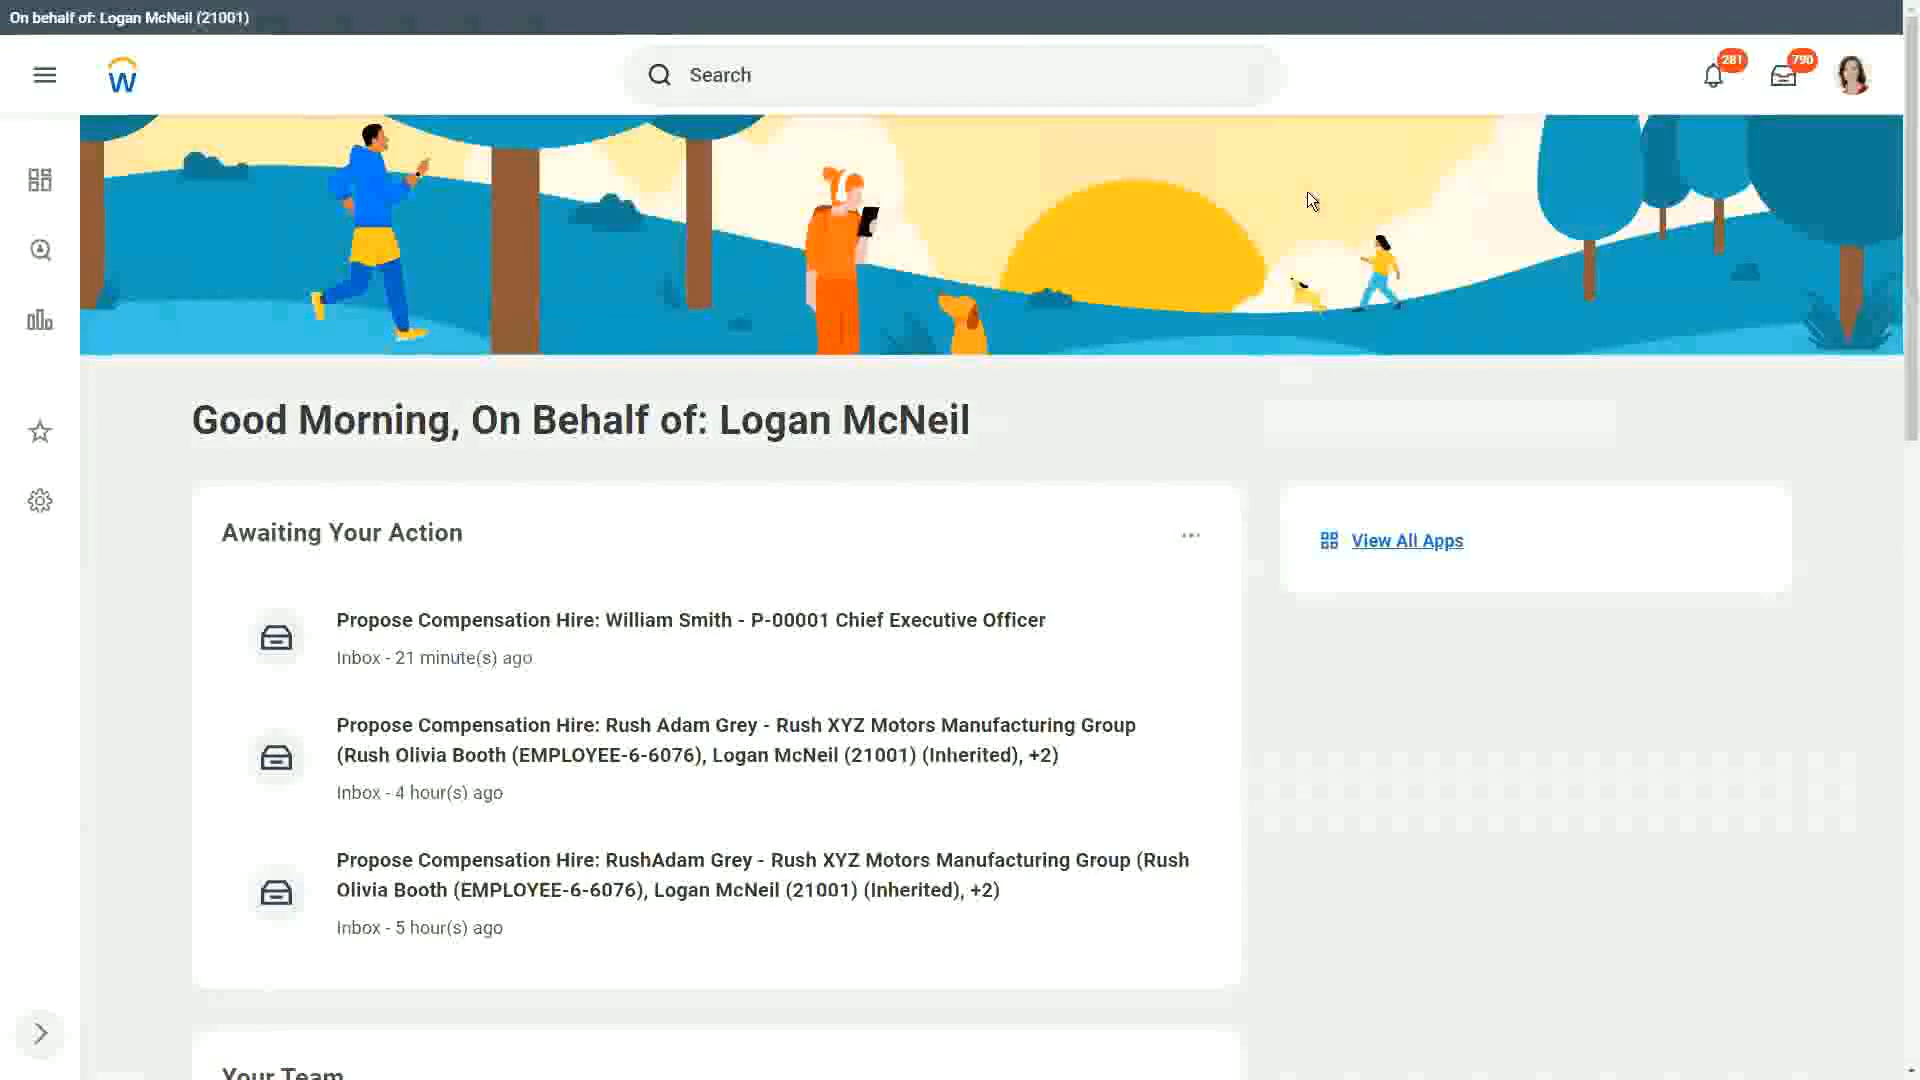 On behalf of: Logan McNeil (21001)
W
Search
281
790
Good Morning, On Behalf of: Logan McNeil
Awaiting Your Action
View All Apps
Propose Compensation Hire: William Smith - P-00001 Chief Executive Officer
Inbox - 21 minute(s) ago
Propose Compensation Hire: Rush Adam Grey - Rush XYZ Motors Manufacturing Group
(Rush Olivia Booth (EMPLOYEE-6-6076), Logan McNeil (21001) (Inherited), +2)
Inbox - 4 hour(s) ago
Propose Compensation Hire: RushAdam Grey - Rush XYZ Motors Manufacturing Group (Rush
Olivia Booth (EMPLOYEE-6-6076), Logan McNeil (21001) (Inherited), +2)
Inbox - 5 hour(s) ago
Your Team